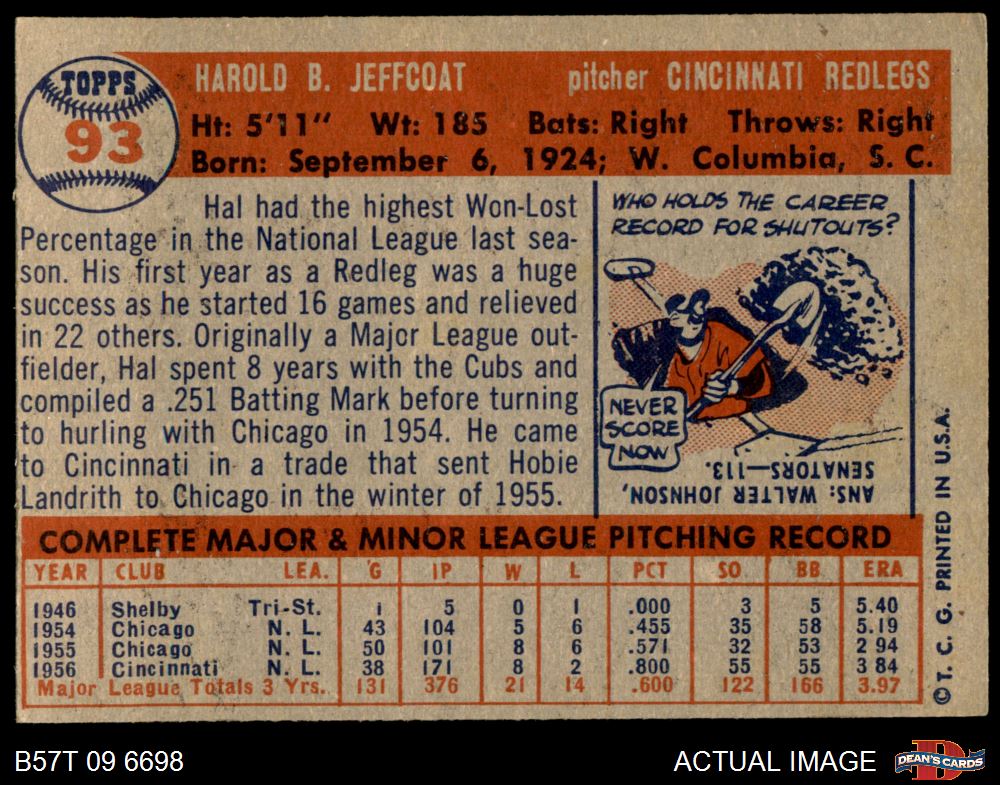 TOPPS
93
HAROLD B. JEFFCOAT pitcher CINCINNATI REDLEGS
Ht: 5'11" Wt: 185 Bats: Right Throws: Right
Born: September 6, 1924; W. Columbia, S. C.
Hal had the highest Won-Lost
Percentage in the National League last sea-
son. His first year as a Redleg was a huge
success as he started 16 games and relieved
in 22 others. Originally a Major League out-
fielder, Hal spent 8 years with the Cubs and
compiled a .251 Batting Mark before turning
to hurling with Chicago in 1954. He came
to Cincinnati in a trade that sent Hobie
Landrith to Chicago in the winter of 1955.
WHO HOLDS THE CAREER
RECORD FOR SHUTOUTS?
NEVER
SCORE
NOW
ANS: WALTER JOHNSON,
SENATORS—113.
COMPLETE MAJOR & MINOR LEAGUE PITCHING RECORD
YEAR CLUB LEA. G IP W L PCT SO BB ERA
1946 Shelby Tri-St. 1 5 0 1 .000 3 5 5.40
1954 Chicago N. L. 43 104 5 6 .455 35 58 5.19
1955 Chicago N. L. 50 101 8 6 .571 32 53 2 94
1956 Cincinnati N. L. 38 171 8 2 .800 55 55 3 84
Major League Totals 3 Yrs. 131 376 21 14 .600 122 166 3.97
© T. C. G. PRINTED IN U.S.A.
B57T 09 6698 ACTUAL IMAGE
DEAN'S CARDS